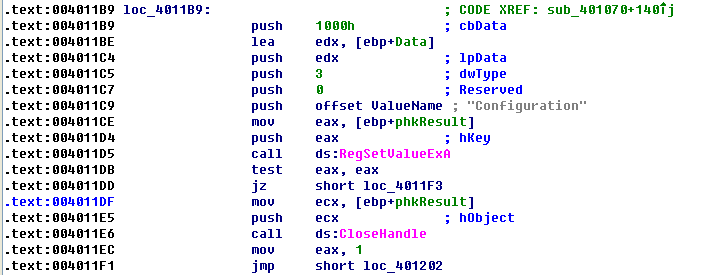 .text:004011B9 loc_4011B9: ; CODE XREF: sub_401070+140↑j
.text:004011B9 push 1000h ; cbData
.text:004011BE lea edx, [ebp+Data]
.text:004011C4 push edx ; lpData
.text:004011C5 push 3 ; dwType
.text:004011C7 push 0 ; Reserved
.text:004011C9 push offset ValueName ; "Configuration"
.text:004011CE mov eax, [ebp+phkResult]
.text:004011D4 push eax ; hKey
.text:004011D5 call ds:RegSetValueExA
.text:004011DB test eax, eax
.text:004011DD jz short loc_4011F3
.text:004011DF mov ecx, [ebp+phkResult]
.text:004011E5 push ecx ; hObject
.text:004011E6 call ds:CloseHandle
.text:004011EC mov eax, 1
.text:004011F1 jmp short loc_401202